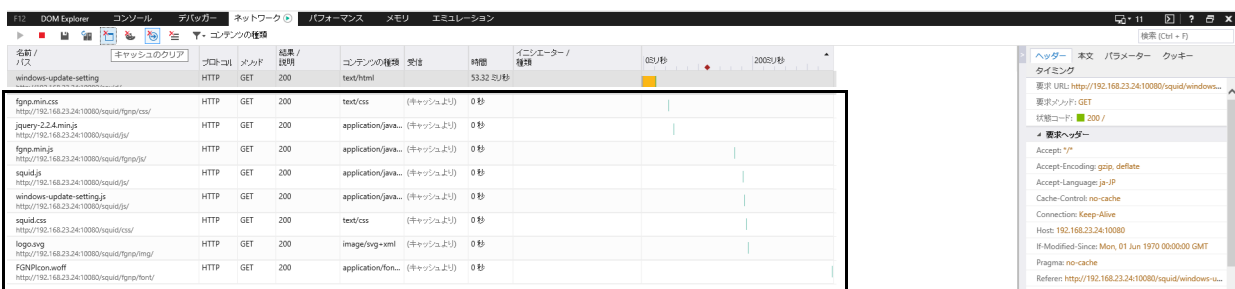 F12 DOM Explorer コンソール デバッガー ネットワーク パフォーマンス メモリ エミュレーション 11 ? x
コンテンツの種類 検索 (Ctrl + F)
キャッシュのクリア
名前 / パス プロトコル メソッド 結果 / 説明 コンテンツの種類 受信 時間 イニシエーター / 種類 0ミリ秒 200ミリ秒
windows-update-setting HTTP GET 200 text/html 53.32 ミリ秒
fgnp.min.css HTTP GET 200 text/css (キャッシュより) 0 秒
http://192.168.23.24:10080/squid/fgnp/css/
jquery-2.2.4.min.js HTTP GET 200 application/java... (キャッシュより) 0 秒
http://192.168.23.24:10080/squid/js/
fgnp.min.js HTTP GET 200 application/java... (キャッシュより) 0 秒
http://192.168.23.24:10080/squid/fgnp/js/
squid.js HTTP GET 200 application/java... (キャッシュより) 0 秒
http://192.168.23.24:10080/squid/js/
windows-update-setting.js HTTP GET 200 application/java... (キャッシュより) 0 秒
http://192.168.23.24:10080/squid/js/
squid.css HTTP GET 200 text/css (キャッシュより) 0 秒
http://192.168.23.24:10080/squid/css/
logo.svg HTTP GET 200 image/svg+xml (キャッシュより) 0 秒
http://192.168.23.24:10080/squid/fgnp/img/
FGNPIcon.woff HTTP GET 200 application/fon... (キャッシュより) 0 秒
http://192.168.23.24:10080/squid/fgnp/font/
ヘッダー 本文 パラメーター クッキー
タイミング
要求 URL: http://192.168.23.24:10080/squid/windows...
要求メソッド: GET
状態コード: 200 /
要求ヘッダー
Accept: */*
Accept-Encoding: gzip, deflate
Accept-Language: ja-JP
Cache-Control: no-cache
Connection: Keep-Alive
Host: 192.168.23.24:10080
If-Modified-Since: Mon, 01 Jun 1970 00:00:00 GMT
Pragma: no-cache
Referer: http://192.168.23.24:10080/squid/windows-u...